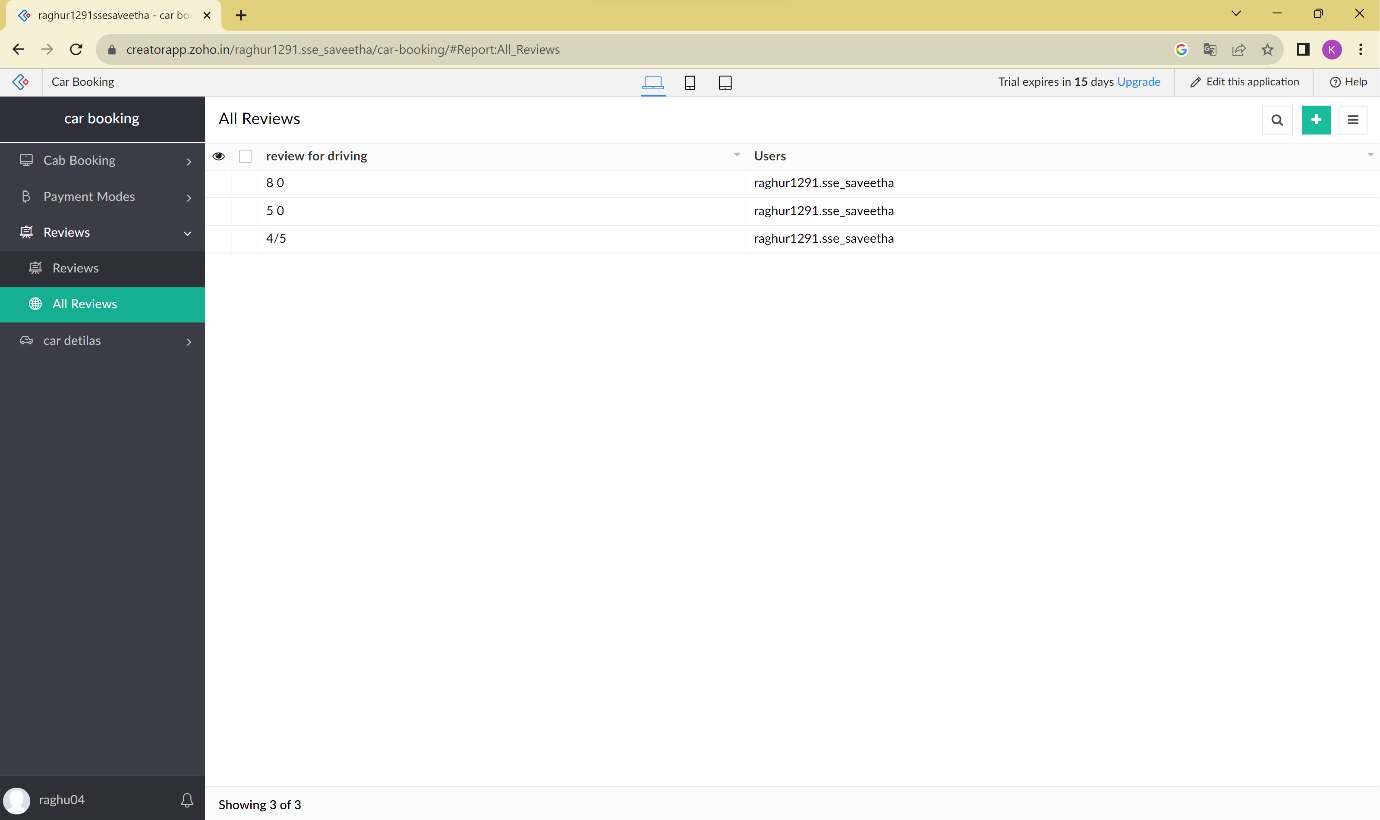 raghur1291ssesaveetha - car boo
creatorapp.zoho.in/raghur1291.sse_saveetha/car-booking/#Report:All_Reviews
K
Car Booking
Trial expires in 15 days Upgrade
Edit this application
Help
car booking
All Reviews
Cab Booking
Payment Modes
Reviews
Reviews
All Reviews
car detilas
review for driving Users
8 0 raghur1291.sse_saveetha
5 0 raghur1291.sse_saveetha
4/5 raghur1291.sse_saveetha
raghu04
Showing 3 of 3